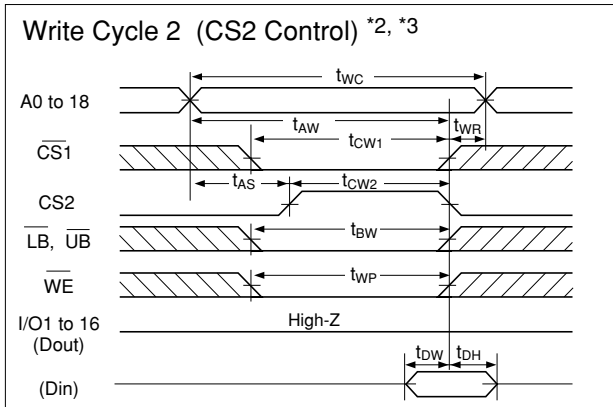 Write Cycle 2 (CS2 Control) *2, *3
tWC
A0 to 18
tAW
tCW1
tWR
CS1
tAS
tCW2
CS2
LB, UB
tBW
WE
tWP
I/O1 to 16
(Dout)
High-Z
tDW
tDH
(Din)